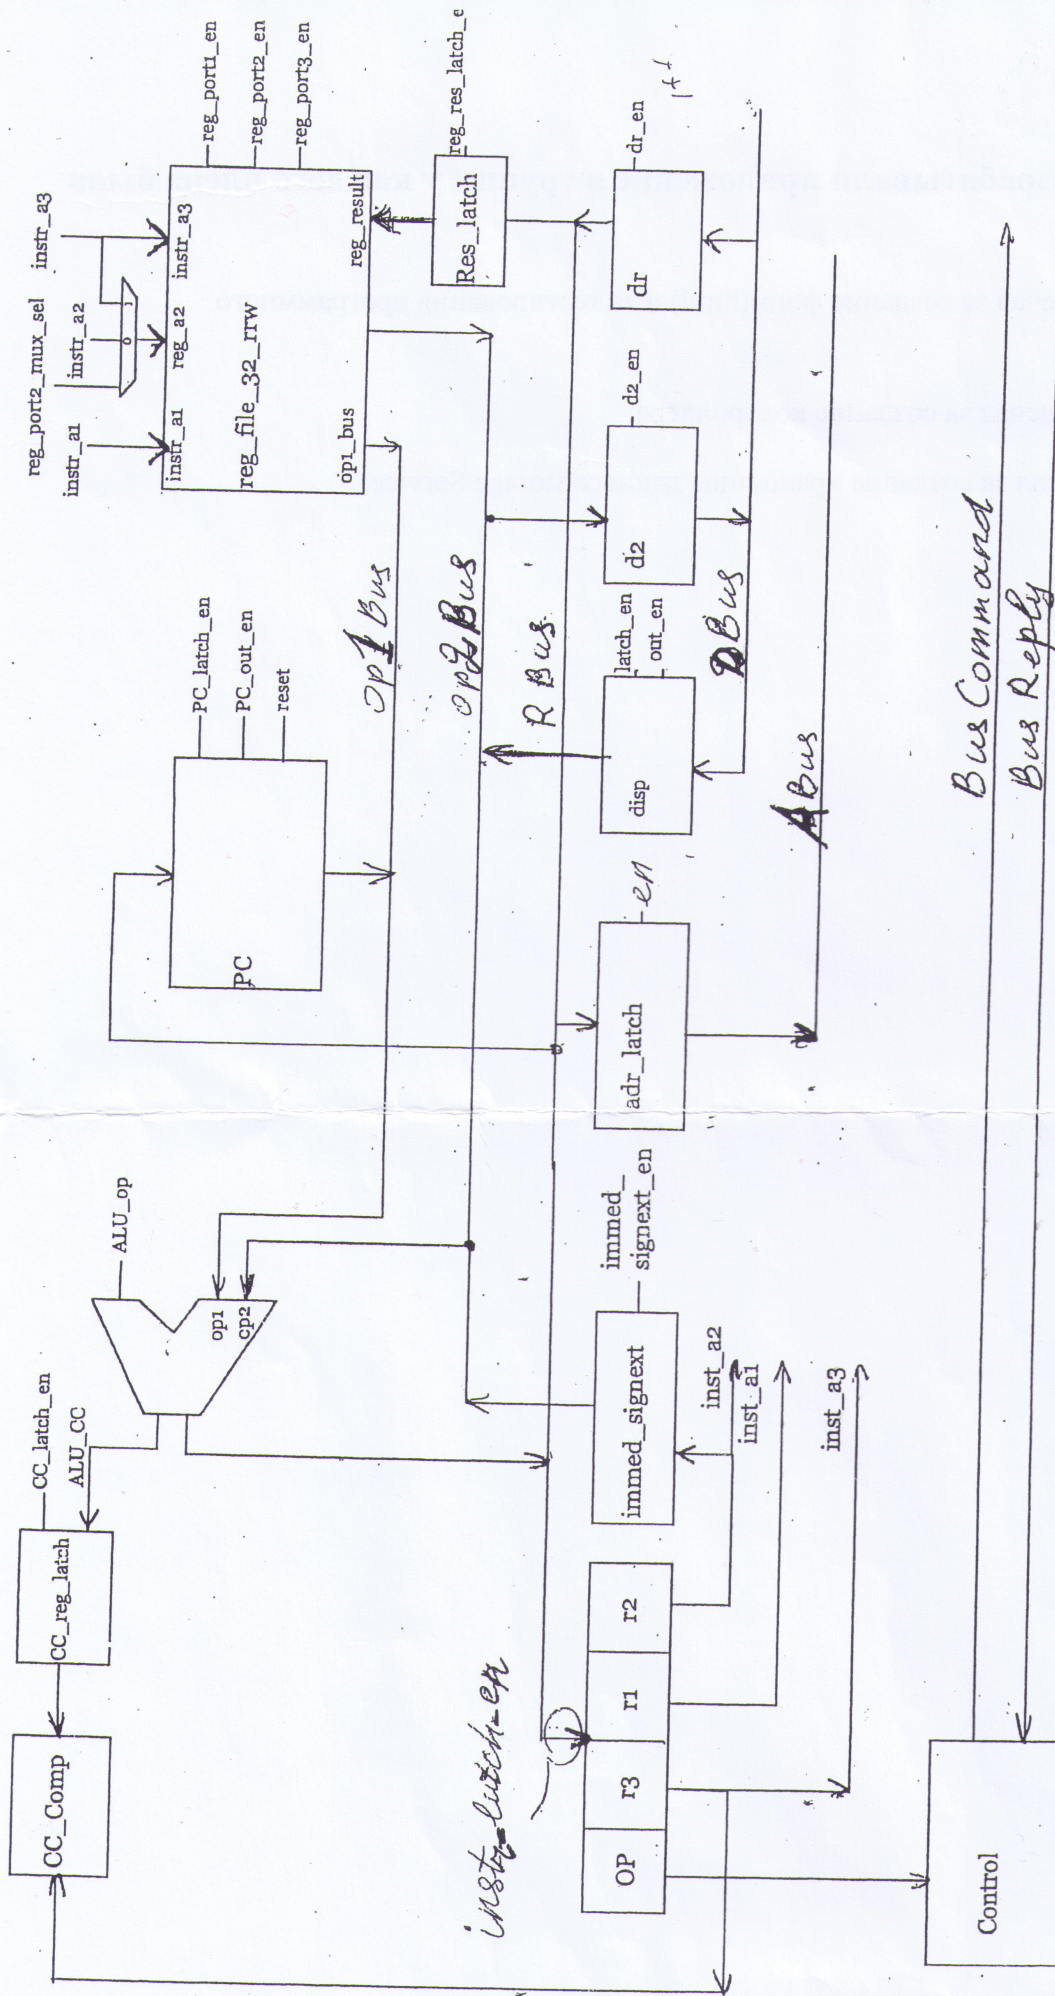 CC_Comp
CC_reg_latch
CC_latch_en
ALU_CC
ALU_op
op1
cp2
PC
PC_latch_en
PC_out_en
reset
reg_port2_mux_sel
instr_a1
instr_a2
instr_a3
instr_a1
reg_a2
instr_a3
reg_file_32_rrw
op1_bus
reg_result
reg_port1_en
reg_port2_en
reg_port3_en
Res_latch
reg_res_latch_e
op1 Bus
op2 Bus
R Bus
instr_latch_en
OP
r3
r1
r2
immed_signext
immed_
signext_en
adr_latch
en
disp
latch_en
out_en
d2
d2_en
dr
dr_en
D Bus
A Bus
inst_a2
inst_a1
inst_a3
Control
Bus Command
Bus Reply